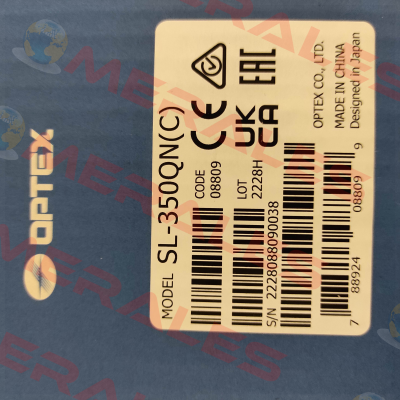 OPTEX
MODEL SL-350QN(C)
CODE 08809
LOT 2228H
S/N 2228088090038
CE
UK
CA
EAC
OPTEX CO., LTD.
MADE IN CHINA
Designed in Japan
7 88924 08809 9
MERALES